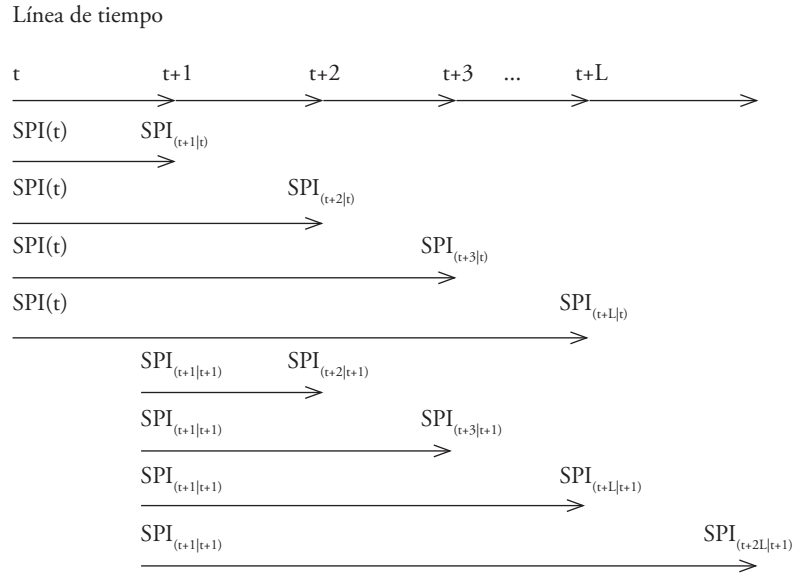 Línea de tiempo
t t+1 t+2 t+3 ... t+L
SPI(t) SPI(t+1|t)
SPI(t) SPI(t+2|t)
SPI(t) SPI(t+3|t)
SPI(t) SPI(t+L|t)
SPI(t+1|t+1) SPI(t+2|t+1)
SPI(t+1|t+1) SPI(t+3|t+1)
SPI(t+1|t+1) SPI(t+L|t+1)
SPI(t+1|t+1) SPI(t+2L|t+1)